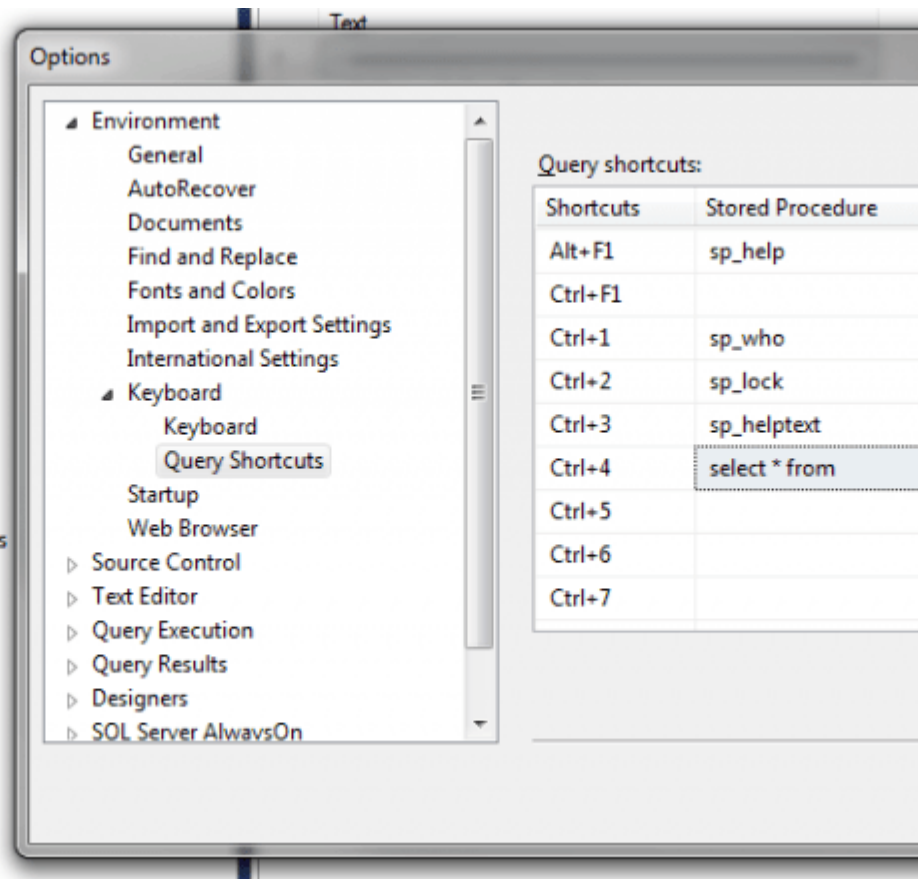 Text
Options
Environment
General
AutoRecover
Documents
Find and Replace
Fonts and Colors
Import and Export Settings
International Settings
Keyboard
Keyboard
Query Shortcuts
Startup
Web Browser
Source Control
Text Editor
Query Execution
Query Results
Designers
SQL Server AlwaysOn
s
Query shortcuts:
Shortcuts Stored Procedure
Alt+F1 sp_help
Ctrl+F1
Ctrl+1 sp_who
Ctrl+2 sp_lock
Ctrl+3 sp_helptext
Ctrl+4 select * from
Ctrl+5
Ctrl+6
Ctrl+7